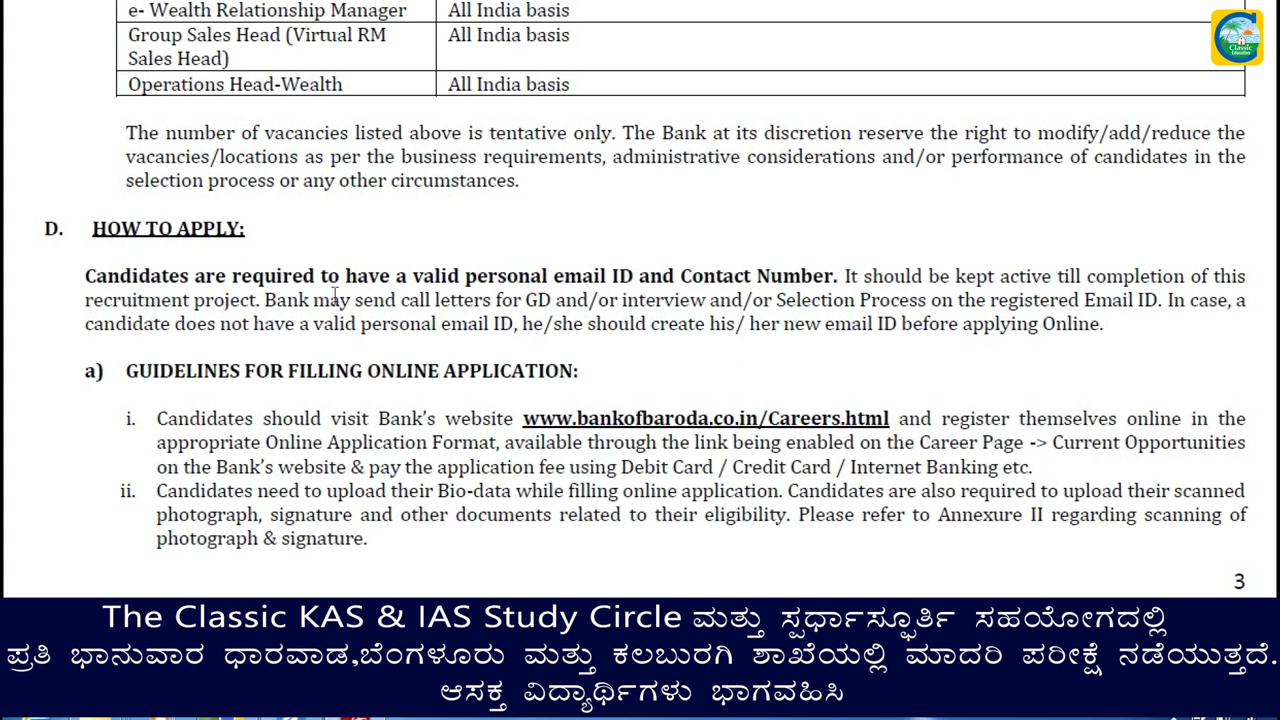 e- Wealth Relationship Manager All India basis
Group Sales Head (Virtual RM All India basis
Sales Head)
Operations Head-Wealth All India basis
Classic
Education
The number of vacancies listed above is tentative only. The Bank at its discretion reserve the right to modify/add/reduce the
vacancies/locations as per the business requirements, administrative considerations and/or performance of candidates in the
selection process or any other circumstances.
D. HOW TO APPLY:
Candidates are required to have a valid personal email ID and Contact Number. It should be kept active till completion of this
recruitment project. Bank may send call letters for GD and/or interview and/or Selection Process on the registered Email ID. In case, a
candidate does not have a valid personal email ID, he/she should create his/ her new email ID before applying Online.
a) GUIDELINES FOR FILLING ONLINE APPLICATION:
i. Candidates should visit Bank's website www.bankofbaroda.co.in/Careers.html and register themselves online in the
appropriate Online Application Format, available through the link being enabled on the Career Page -> Current Opportunities
on the Bank's website & pay the application fee using Debit Card / Credit Card / Internet Banking etc.
ii. Candidates need to upload their Bio-data while filling online application. Candidates are also required to upload their scanned
photograph, signature and other documents related to their eligibility. Please refer to Annexure II regarding scanning of
photograph & signature.
3
The Classic KAS & IAS Study Circle ಮತ್ತು ಸ್ಪರ್ಧಾಸ್ಫೂರ್ತಿ ಸಹಯೋಗದಲ್ಲಿ
ಪ್ರತಿ ಭಾನುವಾರ ಧಾರವಾಡ,ಬೆಂಗಳೂರು ಮತ್ತು ಕಲಬುರಗಿ ಶಾಖೆಯಲ್ಲಿ ಮಾದರಿ ಪರೀಕ್ಷೆ ನಡೆಯುತ್ತದೆ.
ಆಸಕ್ತ ವಿದ್ಯಾರ್ಥಿಗಳು ಭಾಗವಹಿಸಿ